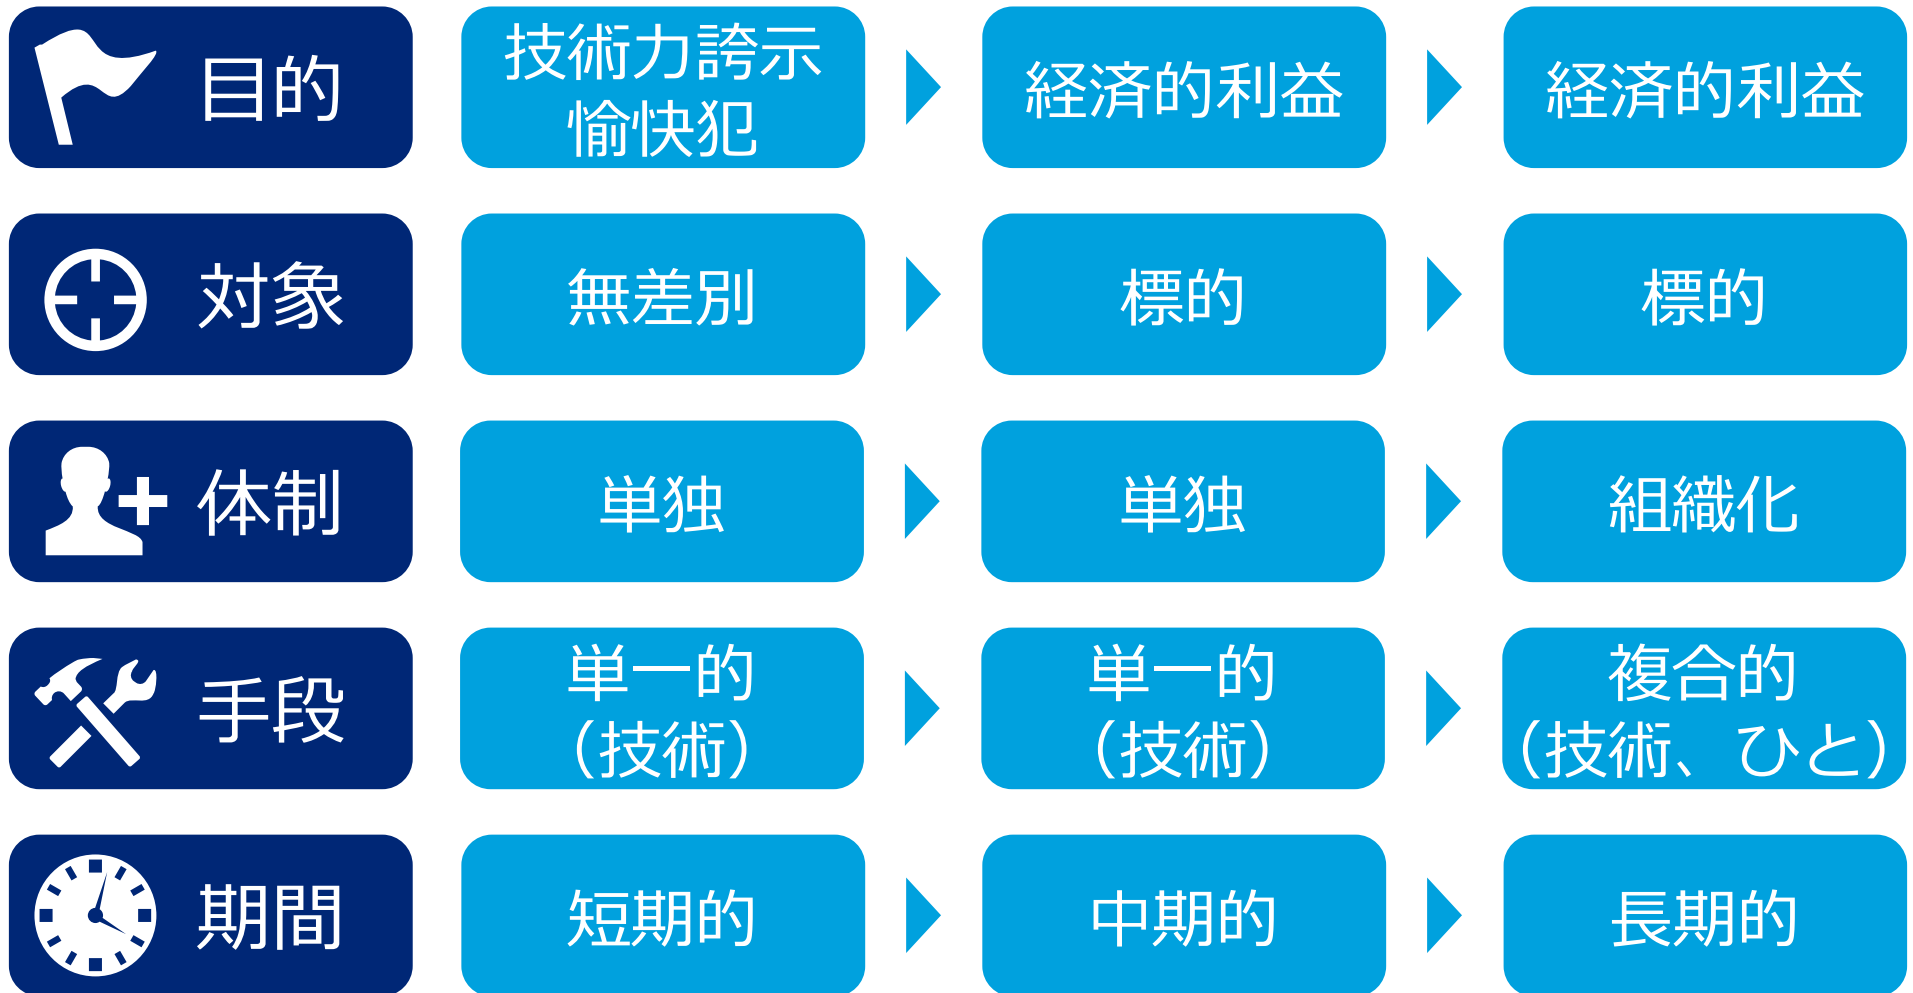 目的
技術力誇示
愉快犯
経済的利益
経済的利益
対象
無差別
標的
標的
体制
単独
単独
組織化
手段
単一的
（技術）
単一的
（技術）
複合的
（技術、ひと）
期間
短期的
中期的
長期的